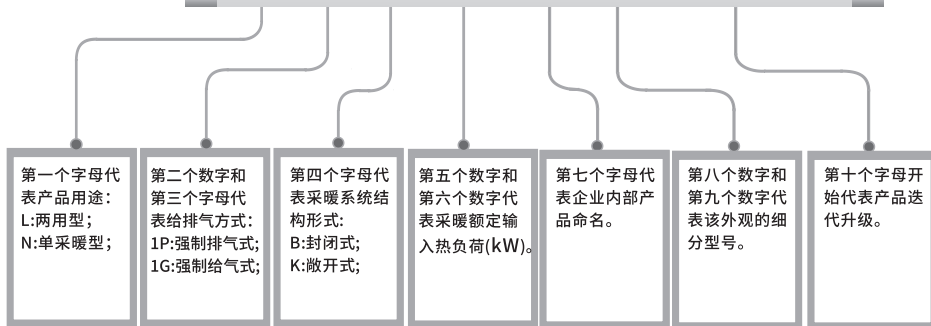 第一个字母代
表产品用途：
L:两用型；
N:单采暖型；
第二个数字和
第三个字母代
表给排气方式：
1P:强制排气式;
1G:强制给气式;
第四个字母代
表采暖系统结
构形式:
B:封闭式;
K:敞开式;
第五个数字和
第六个数字代
表采暖额定输
入热负荷(kW)。
第七个字母代
表企业内部产
品命名。
第八个数字和
第九个数字代
表该外观的细
分型号。
第十个字母开
始代表产品迭
代升级。